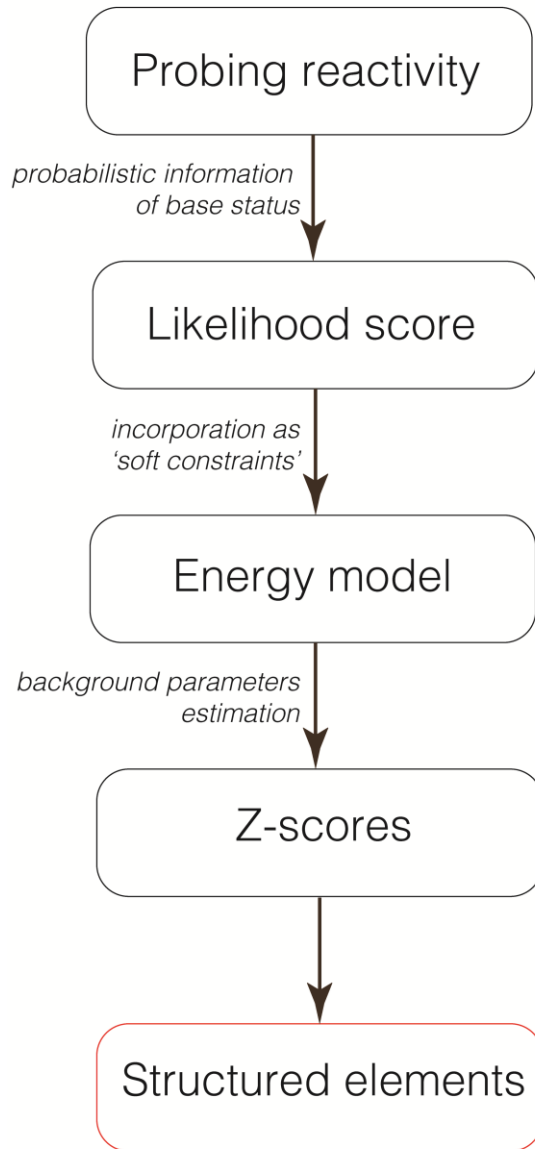 Probing reactivity
probabilistic information
of base status
Likelihood score
incorporation as
‘soft constraints’
Energy model
background parameters
estimation
Z-scores
Structured elements